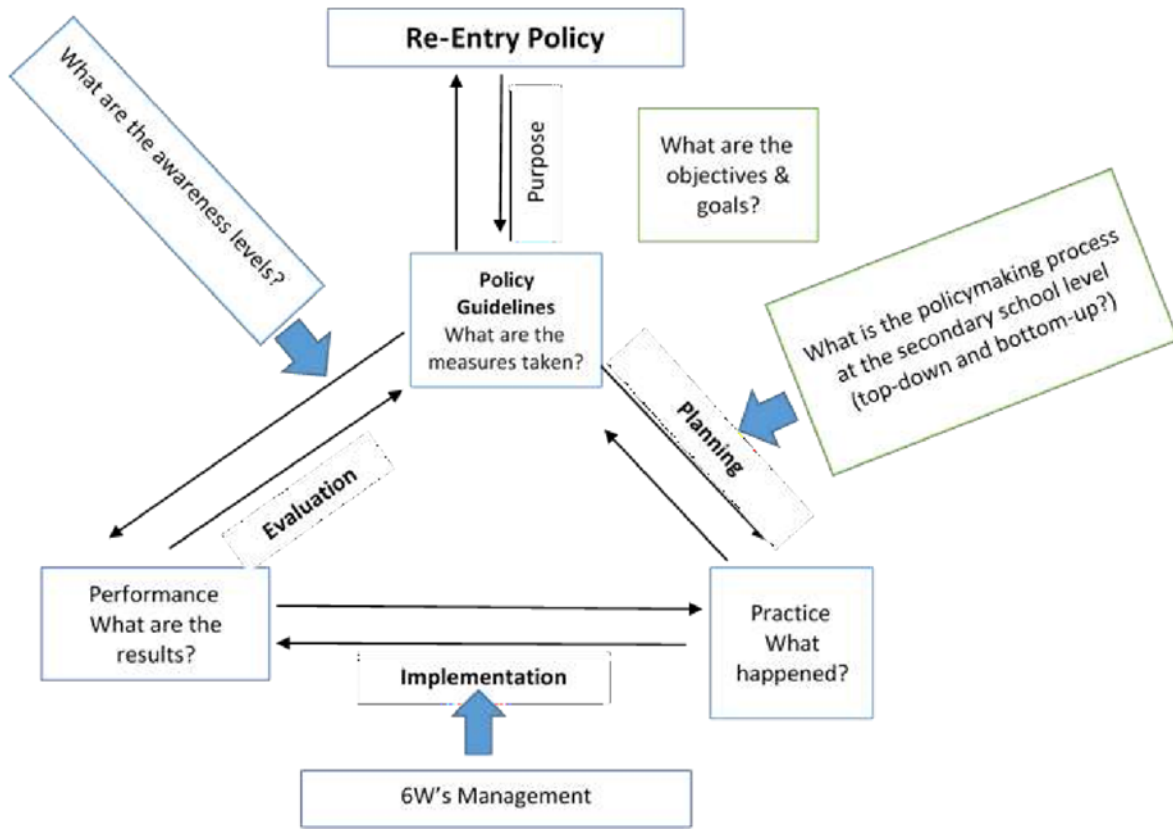 Re-Entry Policy
What are the awareness levels?
Purpose
What are the
objectives &
goals?
Policy
Guidelines
What are the
measures taken?
What is the policymaking process
at the secondary school level
(top-down and bottom-up?)
Planning
Evaluation
Performance
What are the
results?
Practice
What
happened?
Implementation
6W's Management